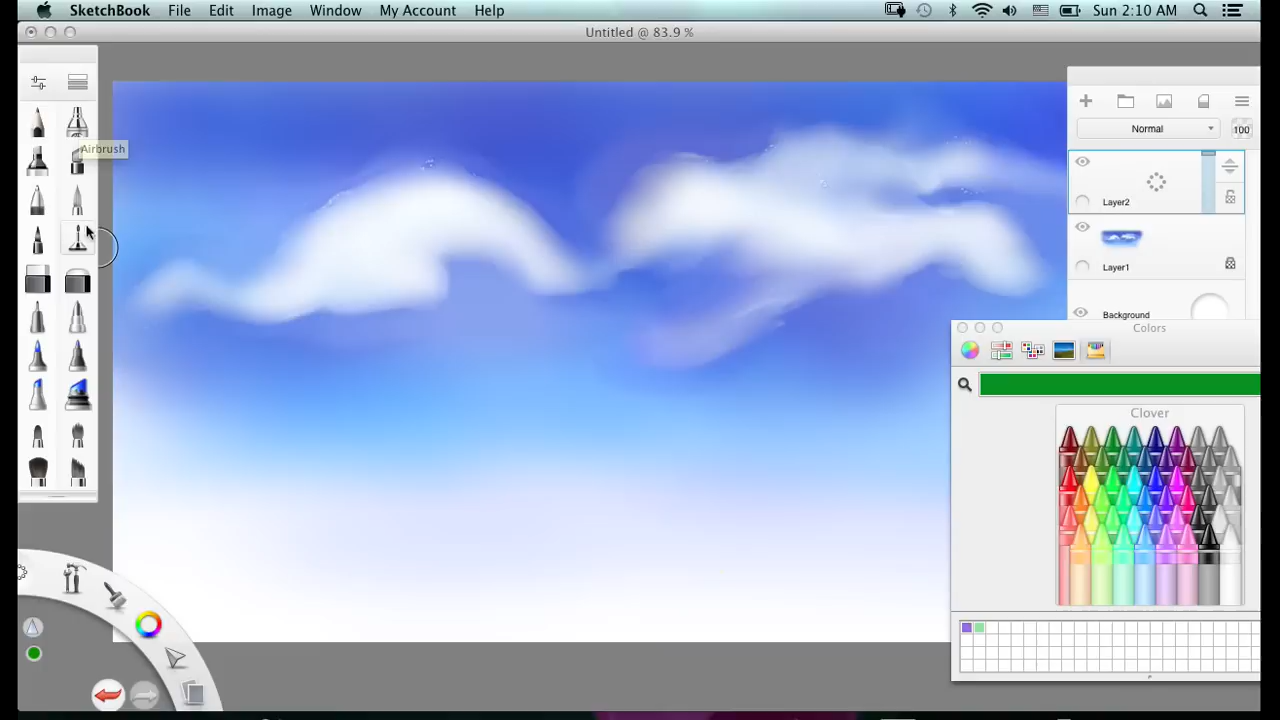 SketchBook File Edit Image Window My Account Help Sun 2:10 AM
Untitled @ 83.9 %
Normal 100
Airbrush
Layer2
Layer1
Background
Colors
Clover